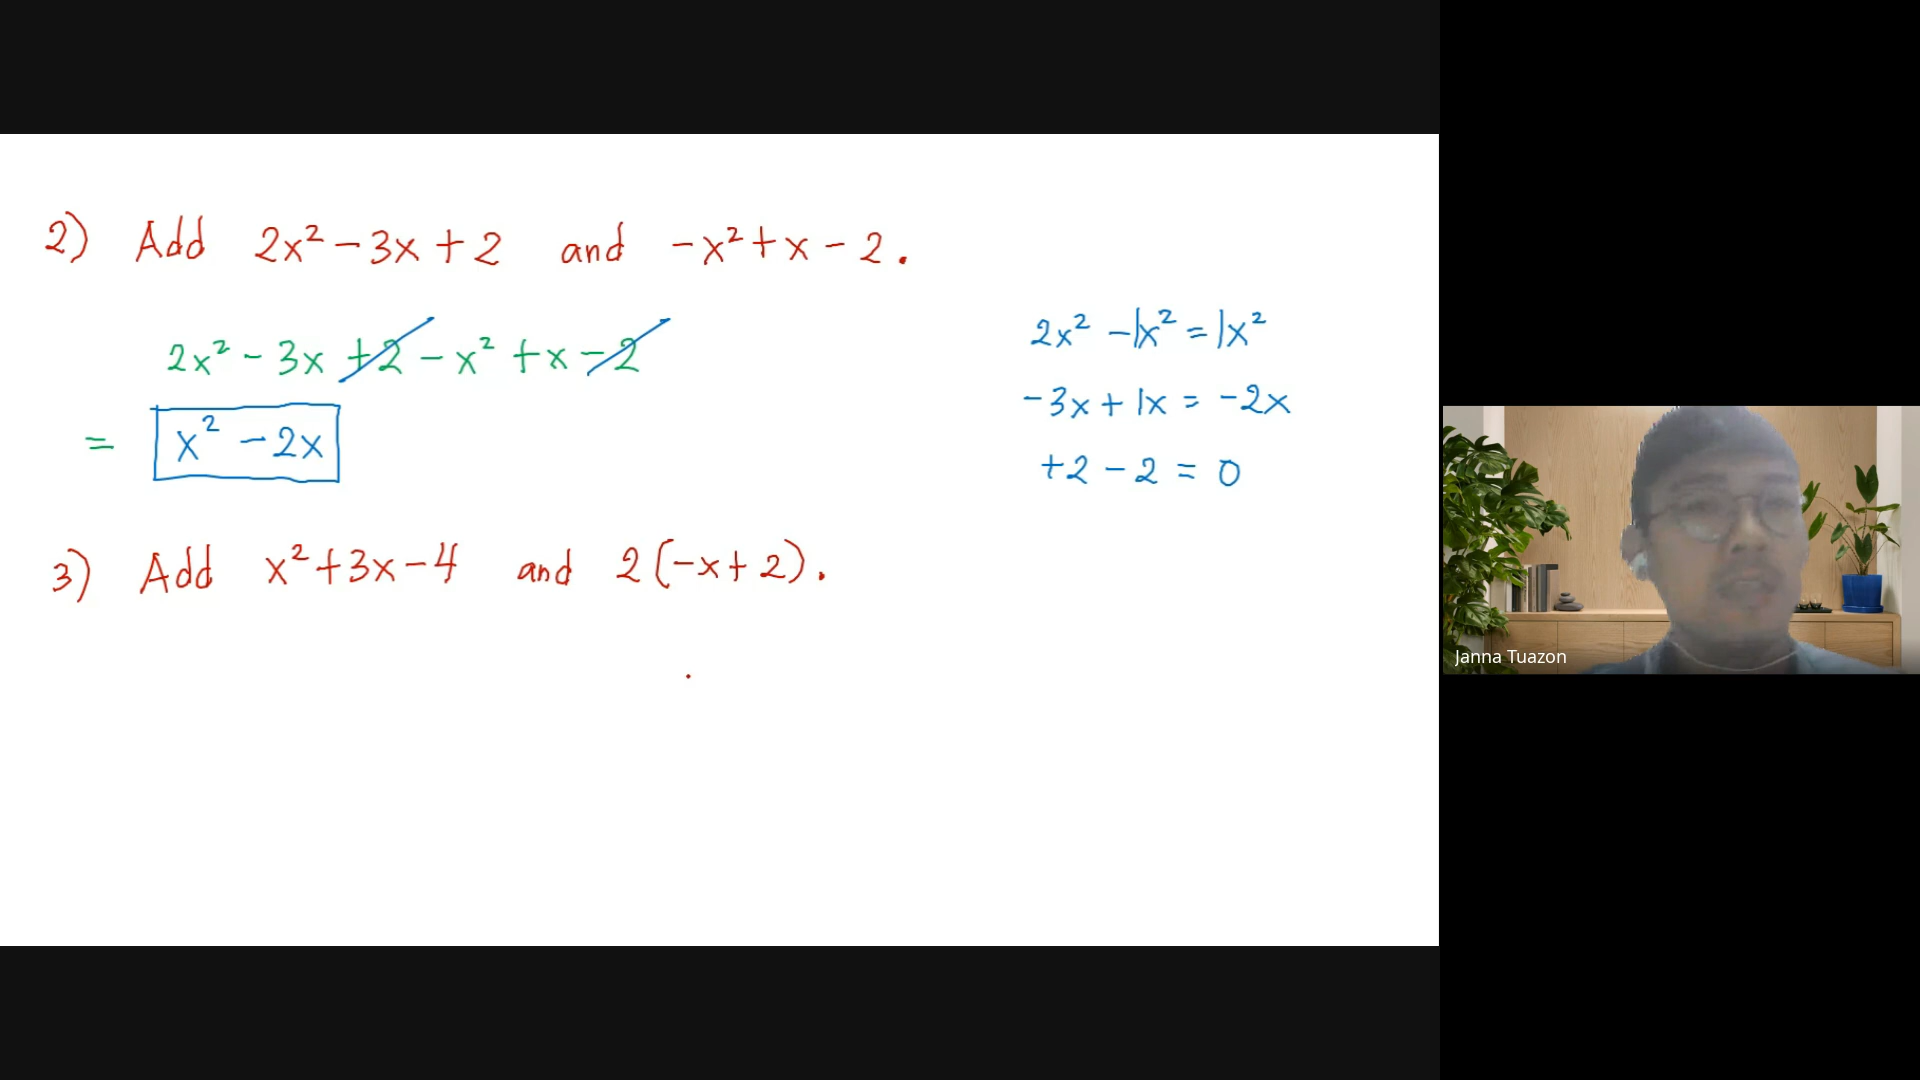 2) Add 2x² - 3x + 2 and -x² + x - 2.
2x² - 3x + 2 - x² + x - 2
= x² - 2x
2x² - 1x² = 1x²
-3x + 1x = -2x
+2 - 2 = 0
3) Add x² + 3x - 4 and 2(-x + 2).
Janna Tuazon